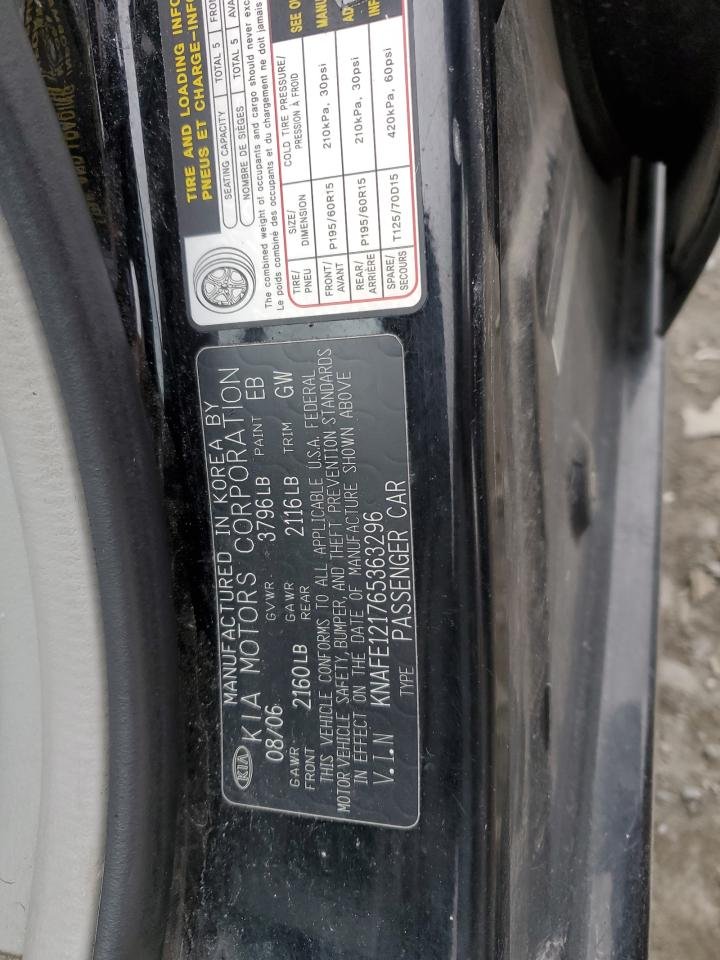 TIRE AND LOADING INFO
PNEUS ET CHARGE-INFO
SEATING CAPACITY TOTAL 5
NOMBRE DE SIÈGES TOTAL 5
The combined weight of occupants and cargo should never
Le poids combiné des occupants et du chargement ne doit jamais
TIRE/ SIZE/ COLD TIRE PRESSURE/ SEE
PNEU DIMENSION PRESSION À FROID
FRONT/ P195/60R15 210kPa, 30psi
AVANT
REAR/ P195/60R15 210kPa, 30psi
ARRIÈRE
SPARE/ T125/70D15 420kPa, 60psi
SECOURS
KIA MANUFACTURED IN KOREA BY
KIA MOTORS CORPORATION
08/06 GVWR 3796LB PAINT EB
GAWR 2160LB GAWR 2116LB TRIM GW
FRONT REAR
THIS VEHICLE CONFORMS TO ALL APPLICABLE U.S.A. FEDERAL
MOTOR VEHICLE SAFETY, BUMPER, AND THEFT PREVENTION STANDARDS
IN EFFECT ON THE DATE OF MANUFACTURE SHOWN ABOVE
V.I.N KNAFE121765363296
TYPE PASSENGER CAR